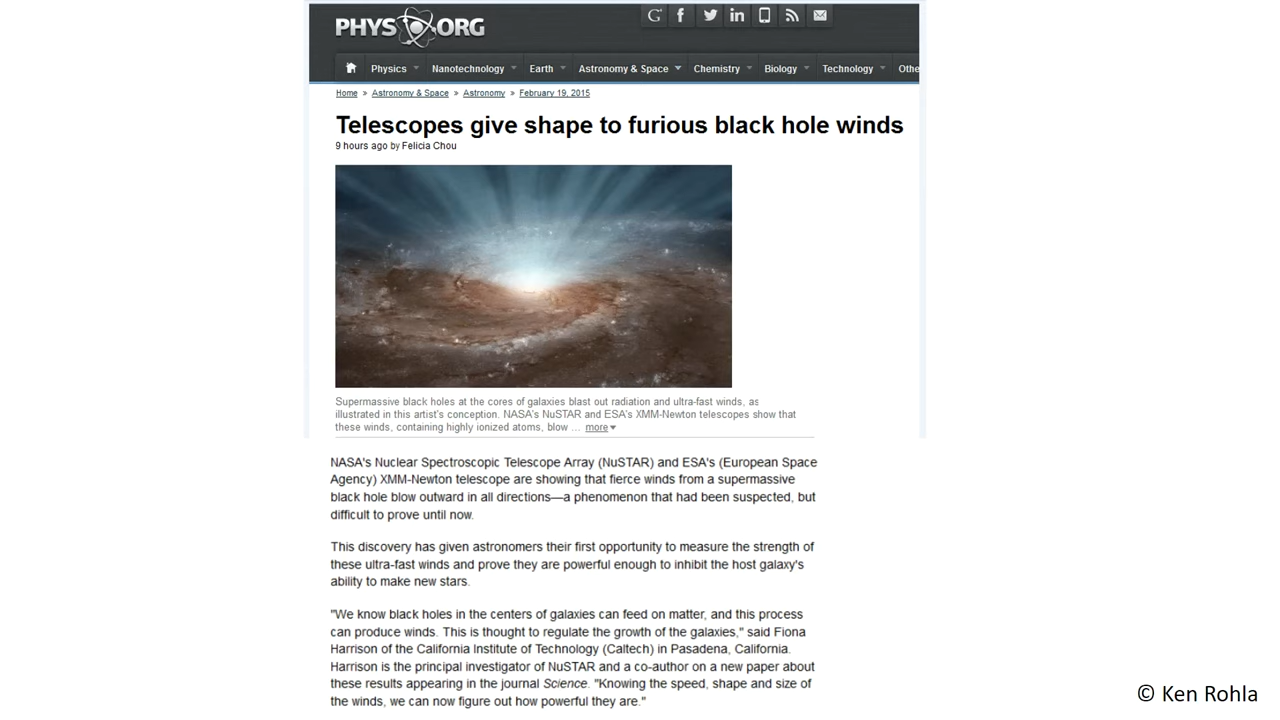 PHYS ORG
Physics Nanotechnology Earth Astronomy & Space Chemistry Biology Technology Othe
Home » Astronomy & Space » Astronomy » February 19, 2015
Telescopes give shape to furious black hole winds
9 hours ago by Felicia Chou
Supermassive black holes at the cores of galaxies blast out radiation and ultra-fast winds, as
illustrated in this artist's conception. NASA's NuSTAR and ESA's XMM-Newton telescopes show that
these winds, containing highly ionized atoms, blow ... more
NASA's Nuclear Spectroscopic Telescope Array (NuSTAR) and ESA's (European Space
Agency) XMM-Newton telescope are showing that fierce winds from a supermassive
black hole blow outward in all directions—a phenomenon that had been suspected, but
difficult to prove until now.
This discovery has given astronomers their first opportunity to measure the strength of
these ultra-fast winds and prove they are powerful enough to inhibit the host galaxy's
ability to make new stars.
"We know black holes in the centers of galaxies can feed on matter, and this process
can produce winds. This is thought to regulate the growth of the galaxies," said Fiona
Harrison of the California Institute of Technology (Caltech) in Pasadena, California.
Harrison is the principal investigator of NuSTAR and a co-author on a new paper about
these results appearing in the journal Science. "Knowing the speed, shape and size of
the winds, we can now figure out how powerful they are."
© Ken Rohla